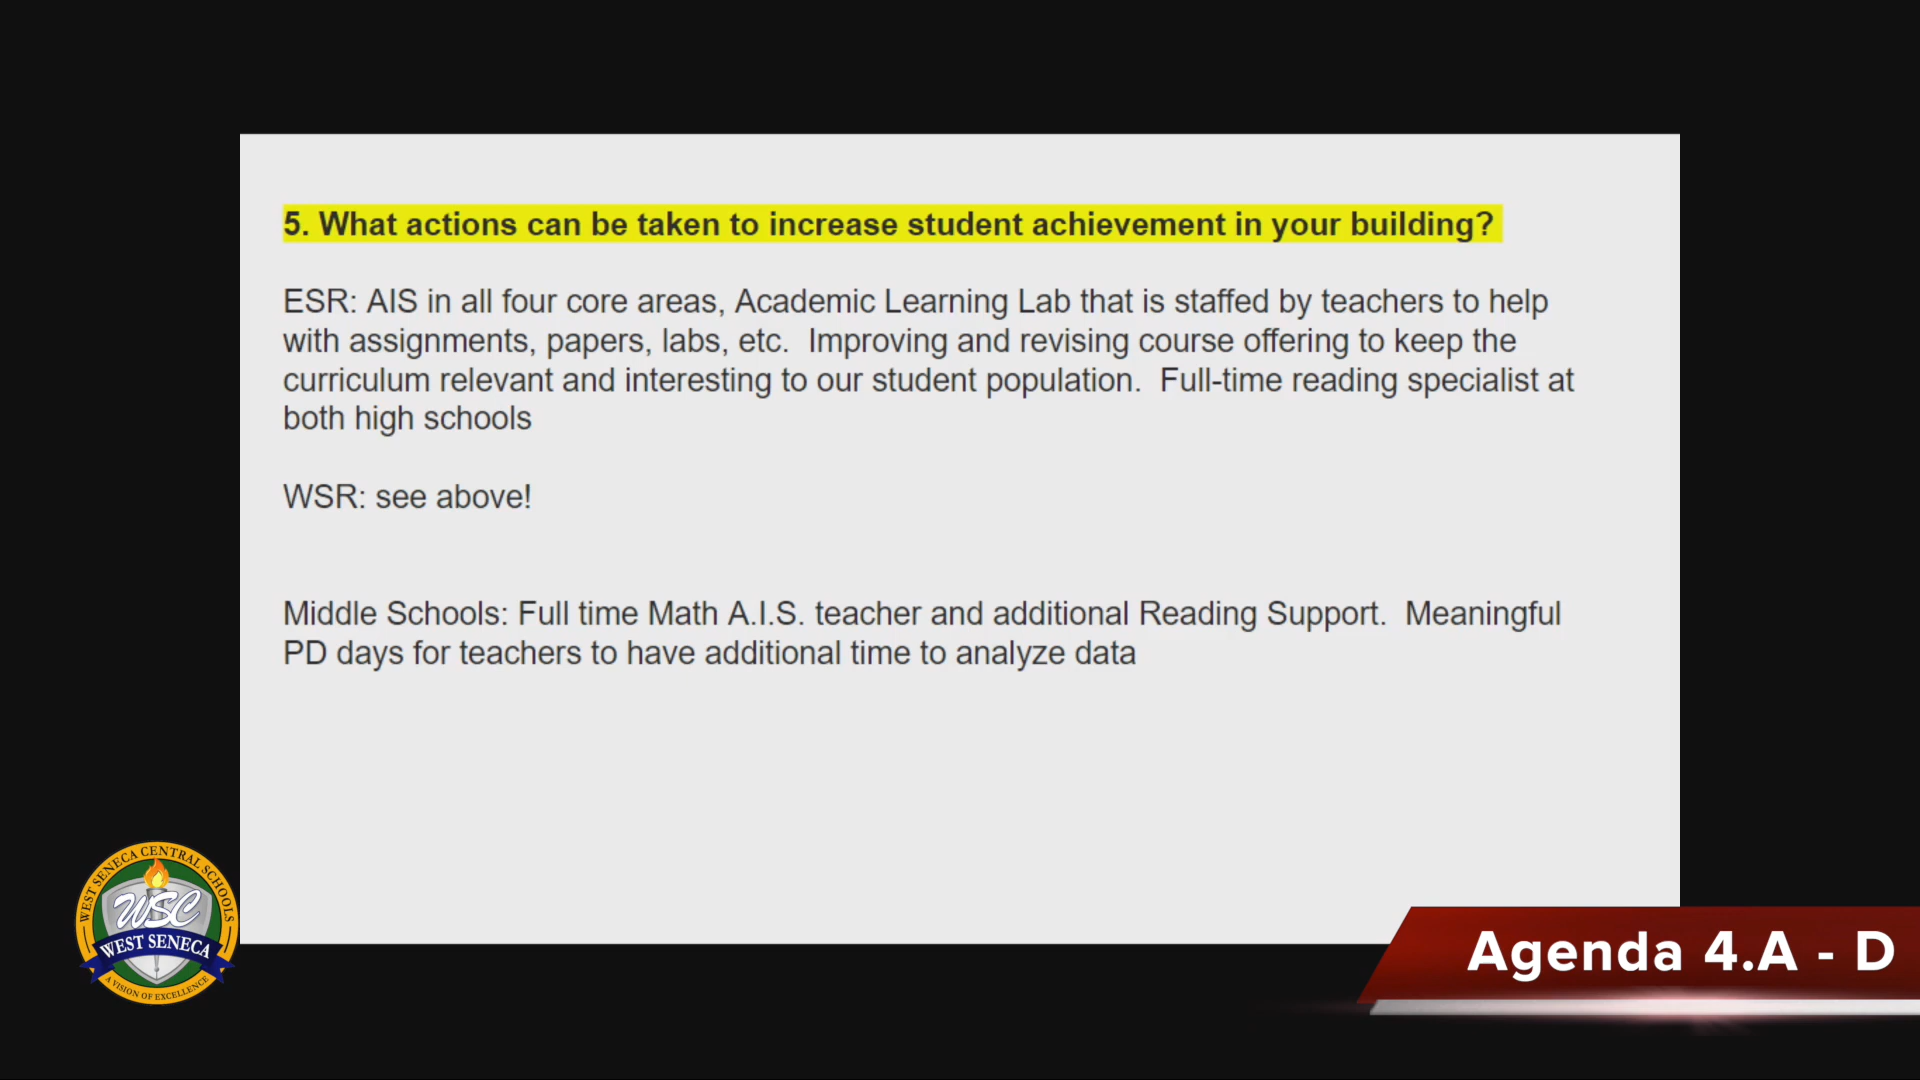 5. What actions can be taken to increase student achievement in your building?
ESR: AIS in all four core areas, Academic Learning Lab that is staffed by teachers to help
with assignments, papers, labs, etc.  Improving and revising course offering to keep the
curriculum relevant and interesting to our student population.  Full-time reading specialist at
both high schools
WSR: see above!
Middle Schools: Full time Math A.I.S. teacher and additional Reading Support.  Meaningful
PD days for teachers to have additional time to analyze data
WEST SENECA CENTRAL SCHOOLS
WSC
WEST SENECA
A VISION OF EXCELLENCE
Agenda 4.A - D